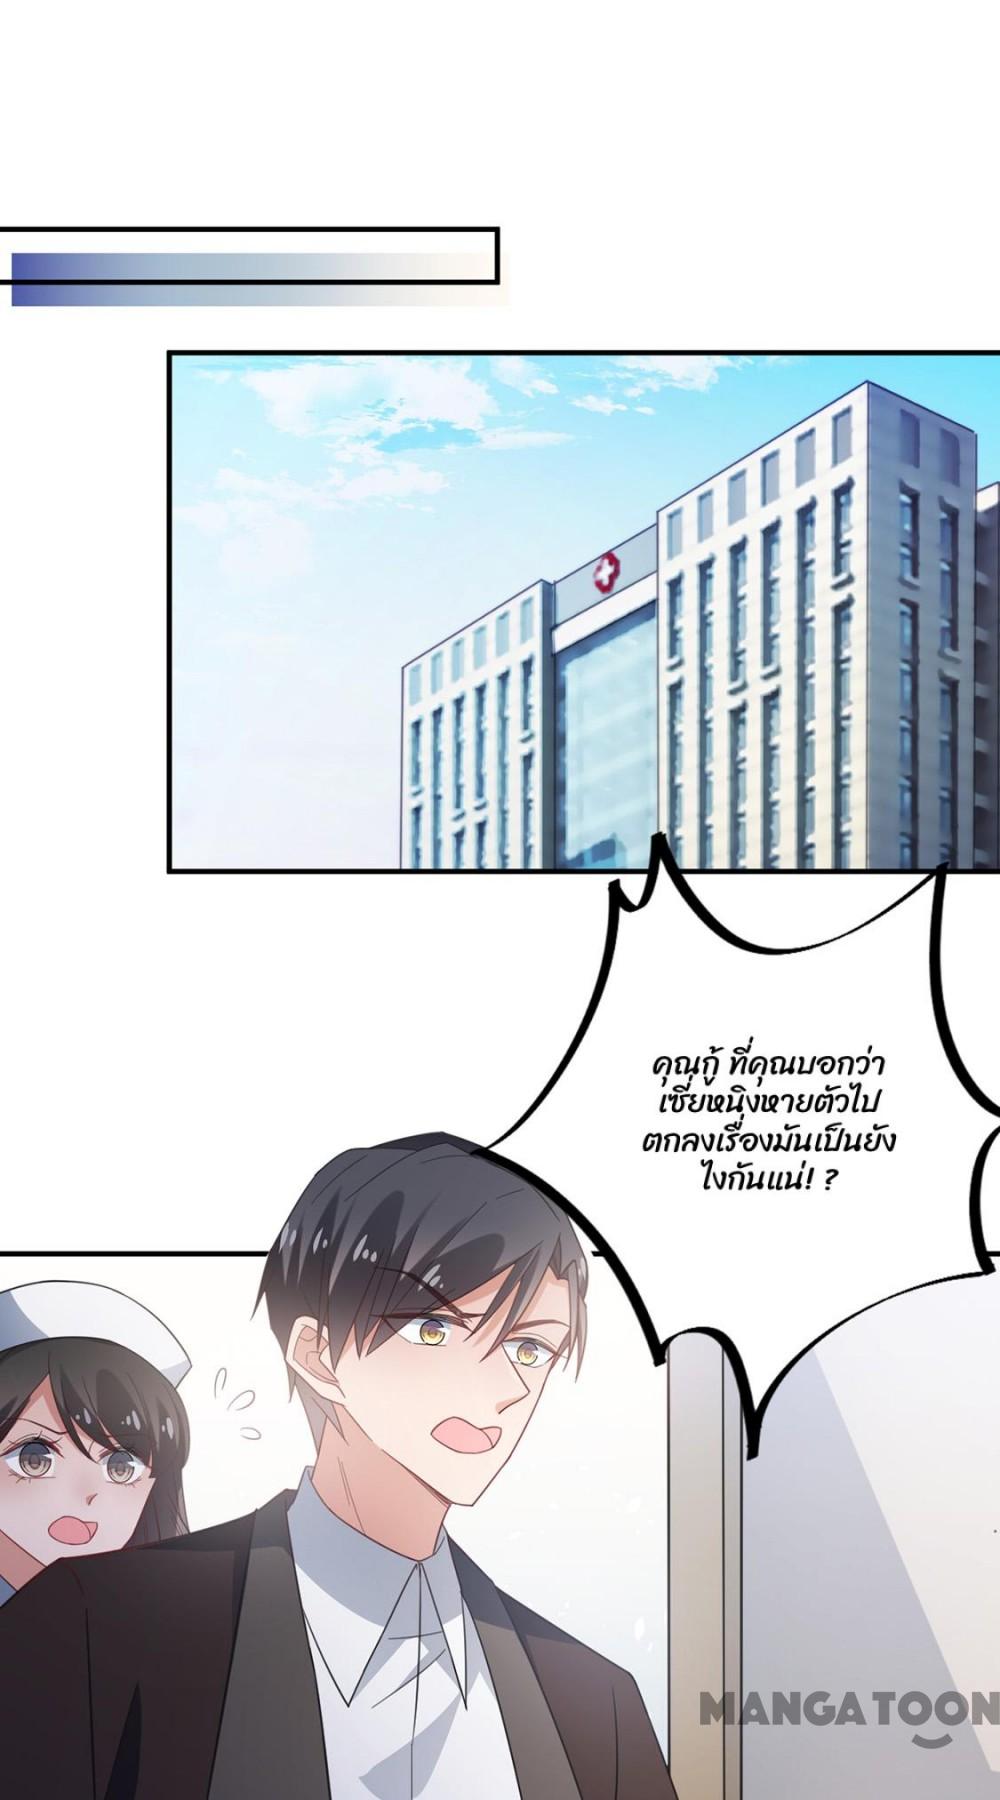 คุณกู้ ที่คุณบอกว่า
เซี่ยหนิงหายตัวไป
ตกลงเรื่องมันเป็นยัง
ไงกันแน่! ?
MANGATOON